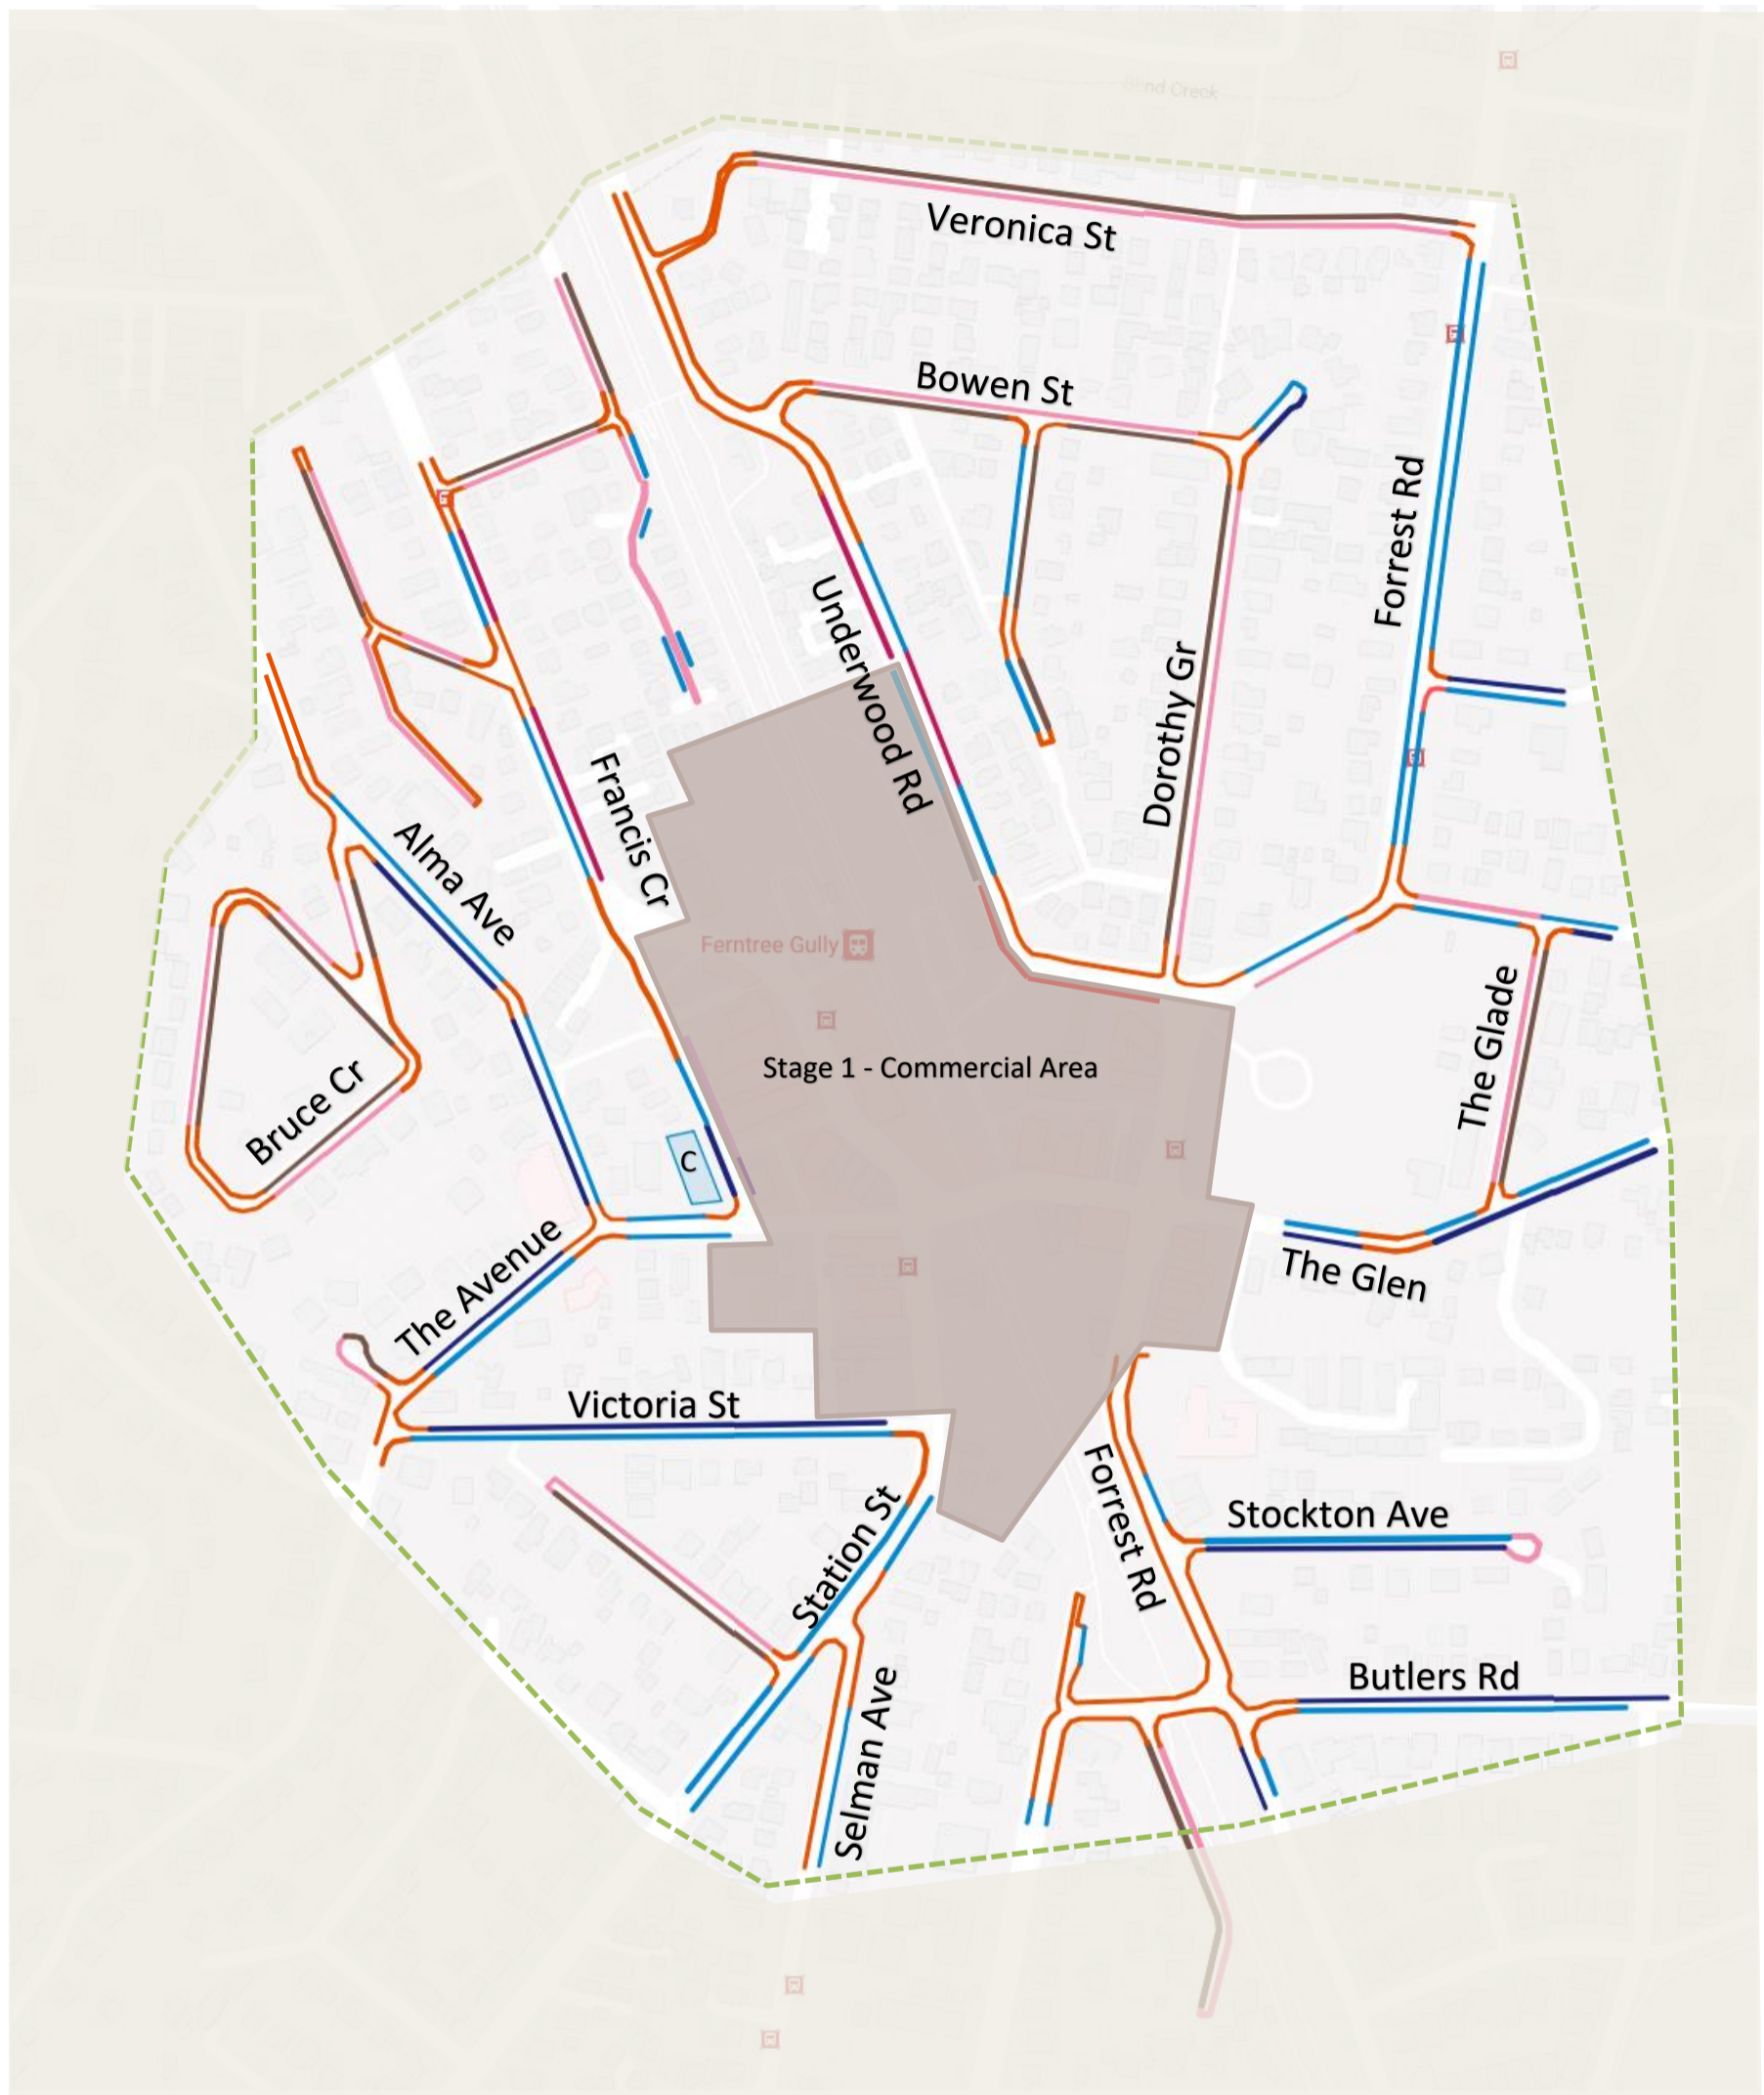 Veronica St
Bowen St
Forrest Rd
Underwood Rd
Dorothy Gr
Francis Cr
Alma Ave
Ferntree Gully
The Glade
Stage 1 - Commercial Area
Bruce Cr
C
The Avenue
The Glen
Victoria St
Station St
Forrest Rd
Stockton Ave
Butlers Rd
Selman Ave